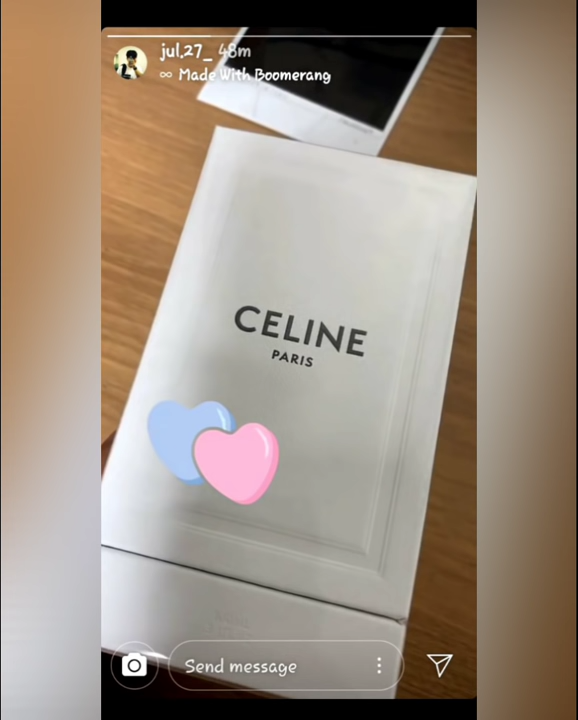 jul.27_ 48m
∞ Made With Boomerang
CELINE
PARIS
Send message